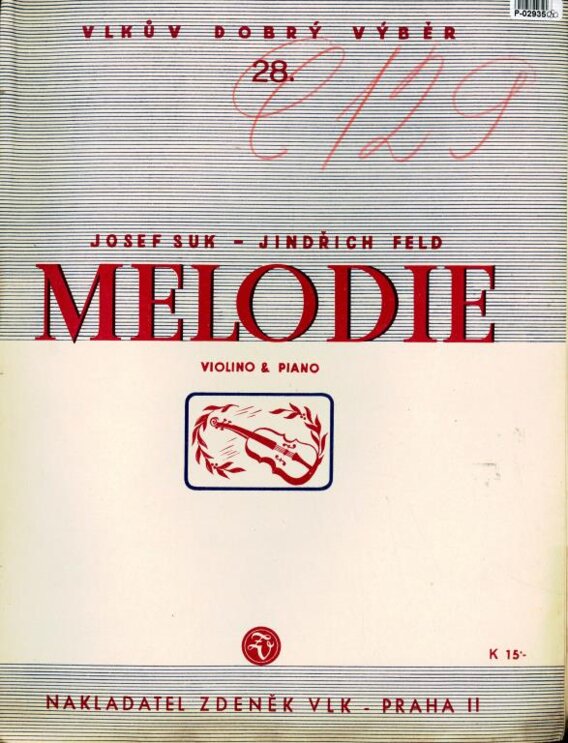 P-02935
VLKŮV DOBRÝ VÝBĚR
28.
C129
JOSEF SUK – JINDŘICH FELD
MELODIE
VIOLINO & PIANO
ZV
K 15·-
NAKLADATEL ZDENĚK VLK - PRAHA II